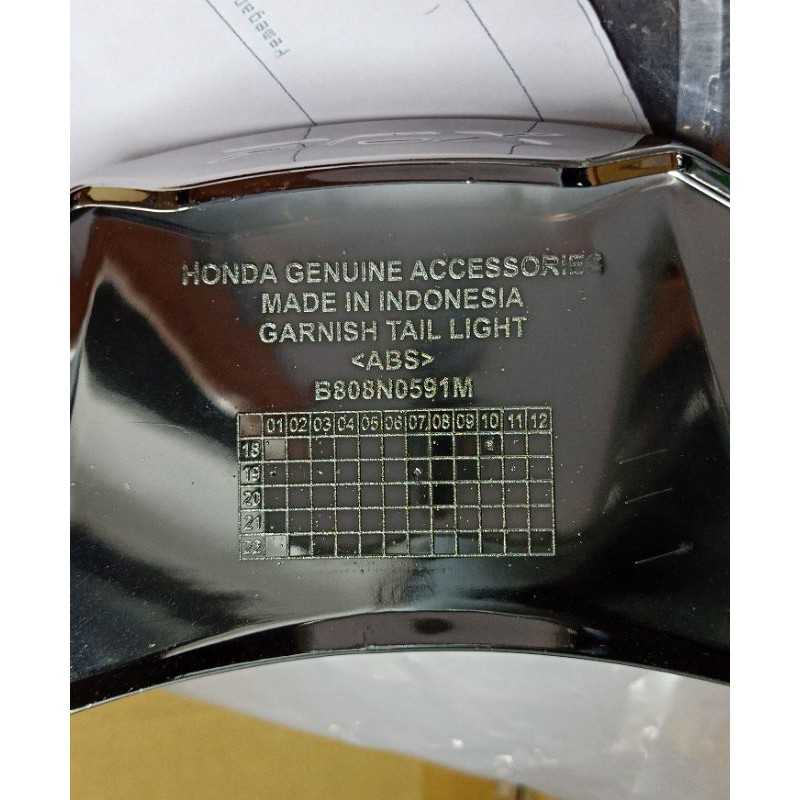 HONDA GENUINE ACCESSORIES
MADE IN INDONESIA
GARNISH TAIL LIGHT
<ABS>
B808N0591M
01 02 03 04 05 06 07 08 09 10 11 12
18
19
20
21
22